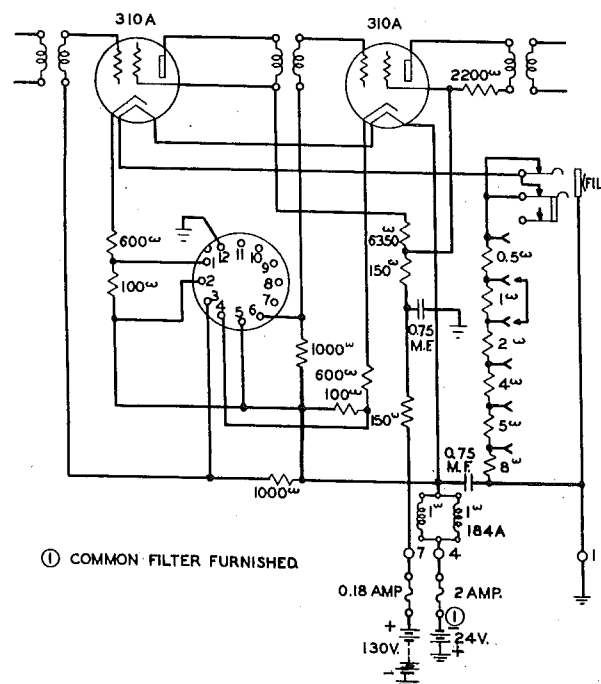 310A
310A
2200ω
(FIL
600ω
1
2
3
4
5
6
7
8
9
10
11
12
100ω
6350ω
150ω
0.75
M.F.
0.5ω
1ω
2ω
4ω
5ω
8ω
1000ω
600ω
100ω
150ω
0.75
M.F.
1000ω
1ω
1ω
184A
7
4
1
① COMMON FILTER FURNISHED.
0.18 AMP.
2 AMP.
①
+
130V.
-
-
24V.
+